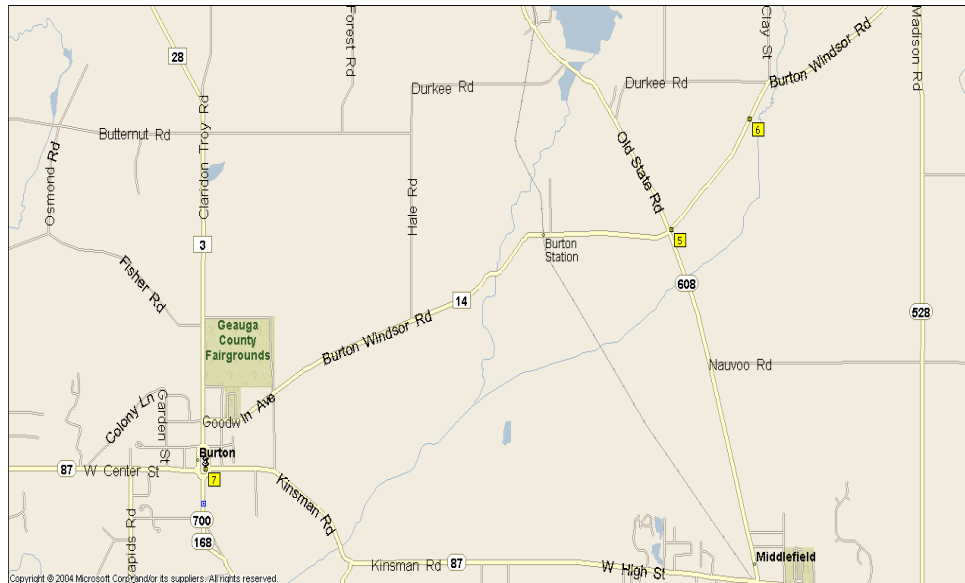 Forest Rd
Clay St
Madison Rd
Burton Windsor Rd
28
Durkee Rd
Durkee Rd
6
Butternut Rd
Claridon Troy Rd
Old State Rd
Osmond Rd
Hale Rd
3
Burton
Station
5
Fisher Rd
608
14
528
Geauga
County
Fairgrounds
Burton Windsor Rd
Nauvoo Rd
Colony Ln
Garden St
Goodwin Ave
Burton
87
W Center St
7
Kinsman Rd
700
168
Rapids Rd
Kinsman Rd
87
W High St
Middlefield
Copyright © 2004 Microsoft Corp. and/or its suppliers. All rights reserved.